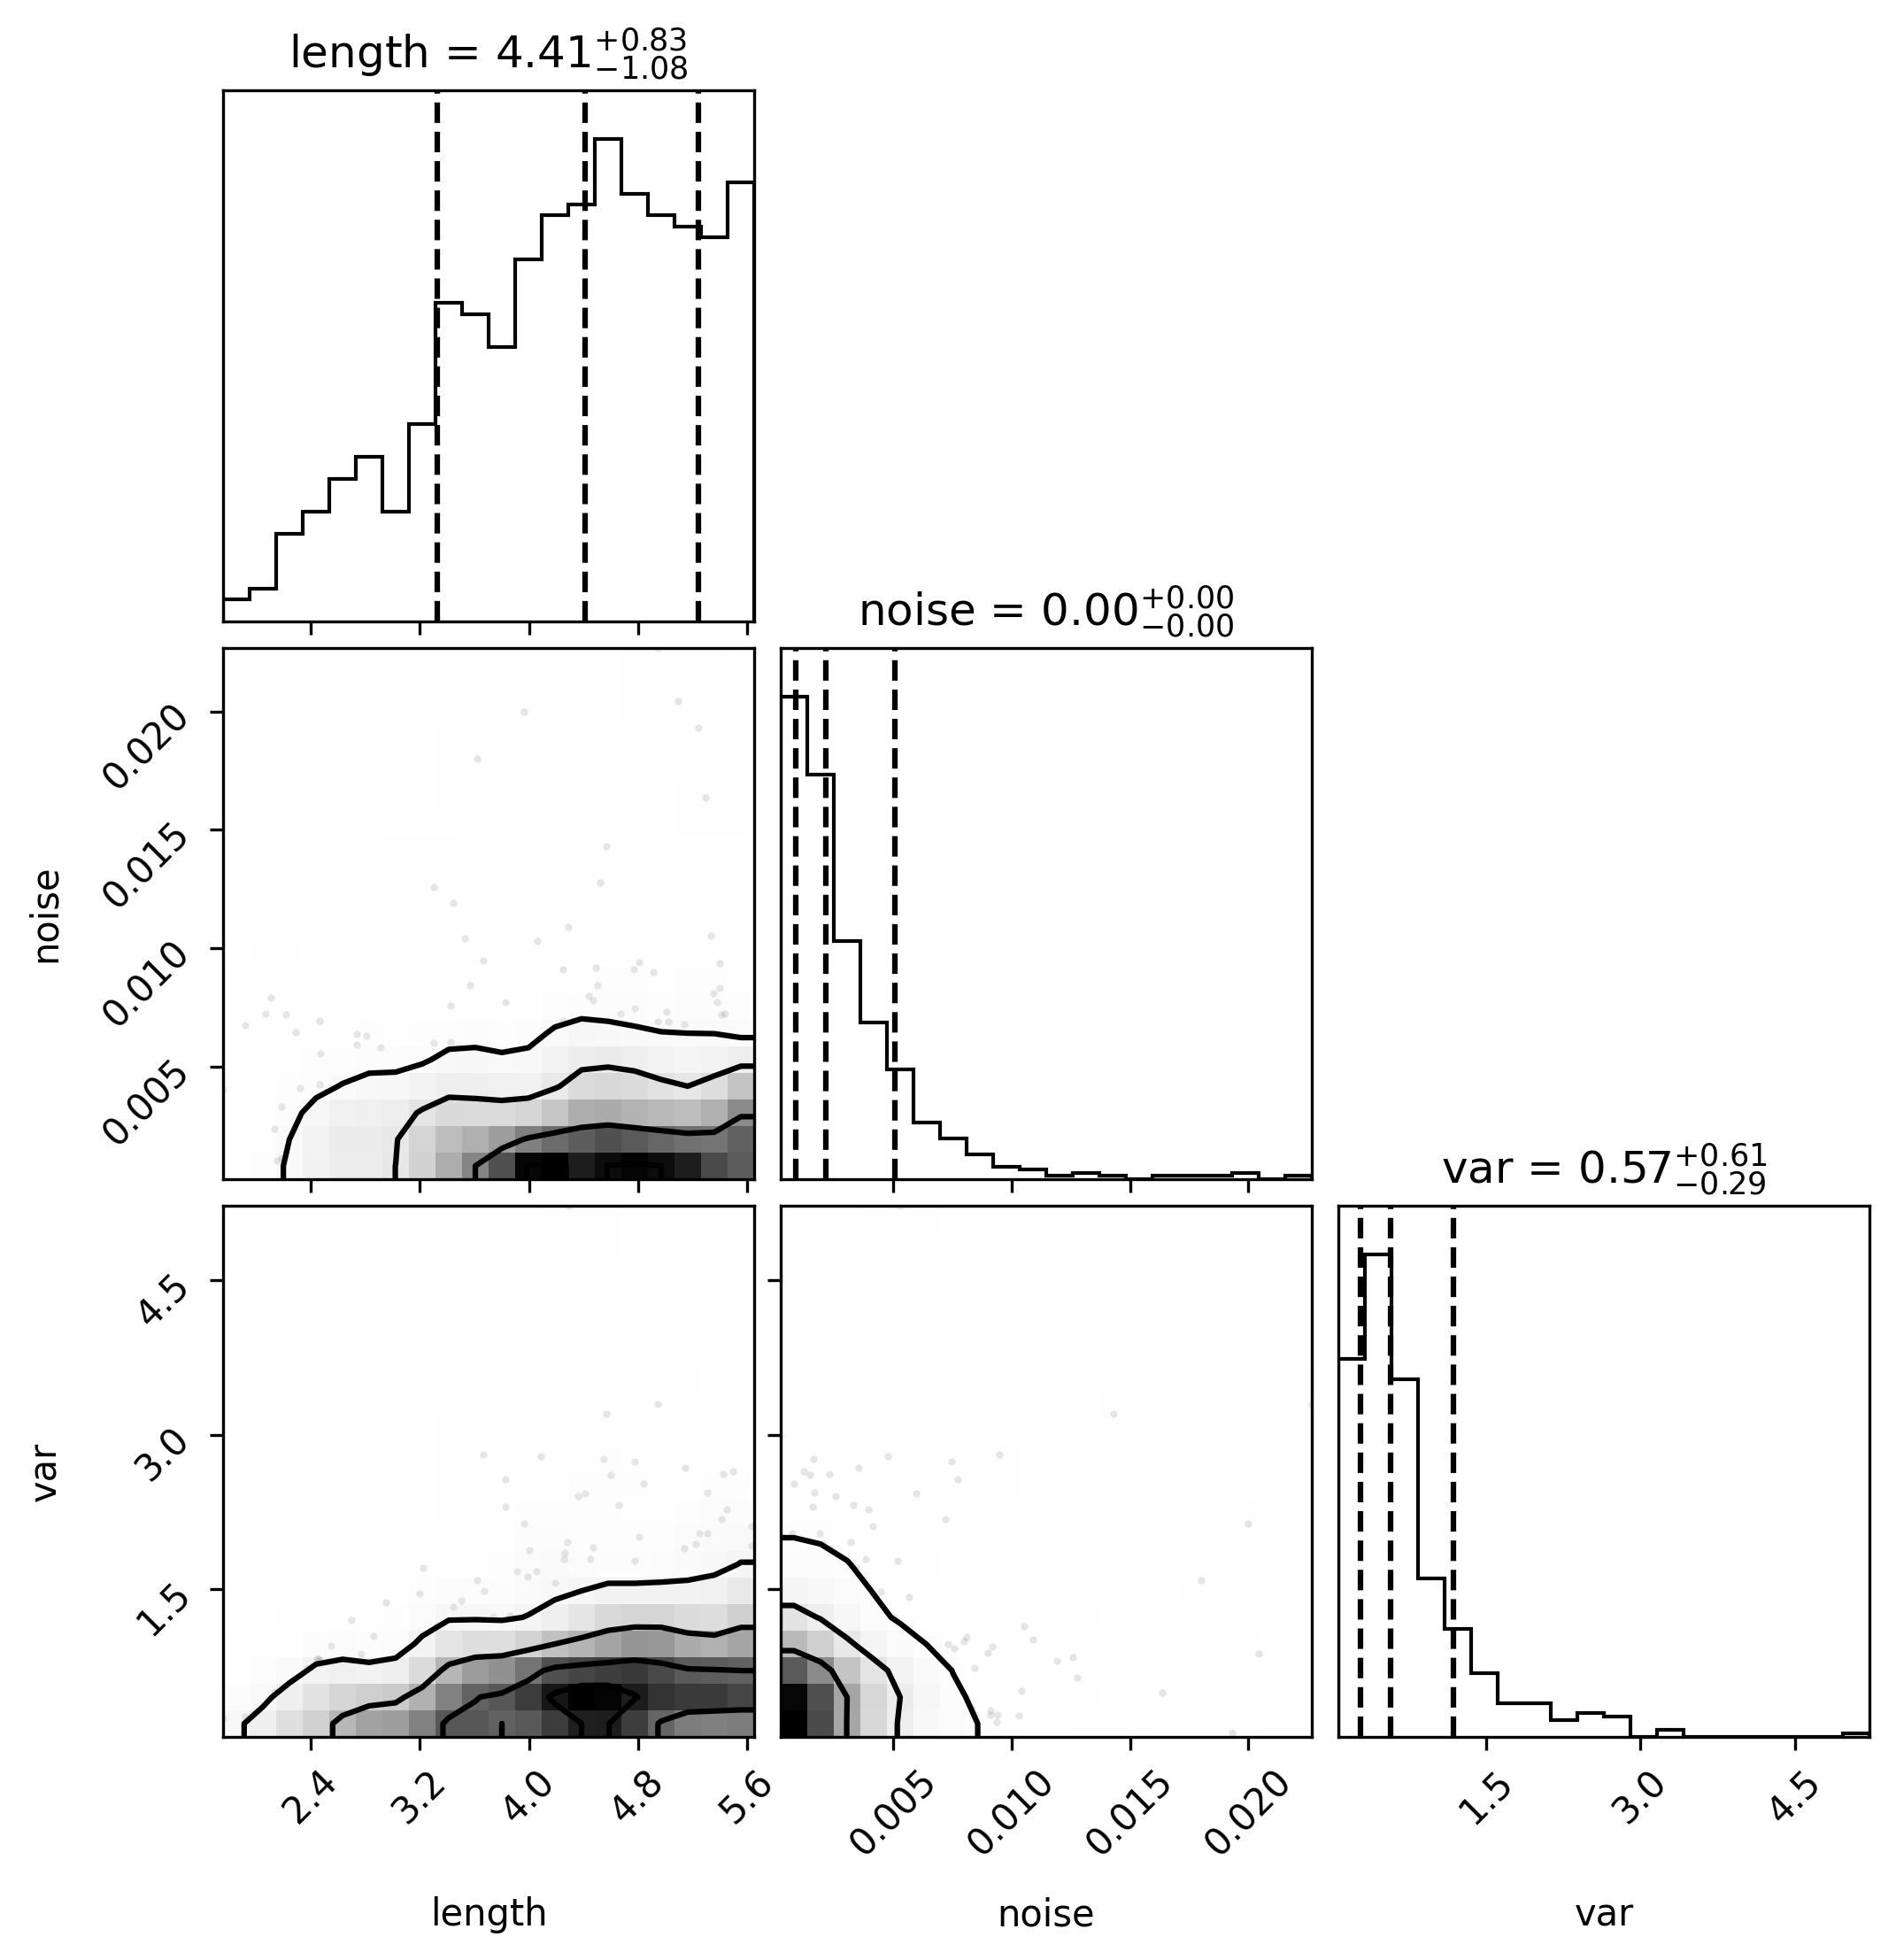 length = 4.41 +0.83 −1.08
noise = 0.00 +0.00 −0.00
0.020
0.015
0.010
0.005
noise
var = 0.57 +0.61 −0.29
4.5
3.0
1.5
var
2.4 3.2 4.0 4.8 5.6 0.005 0.010 0.015 0.020 1.5 3.0 4.5
length noise var